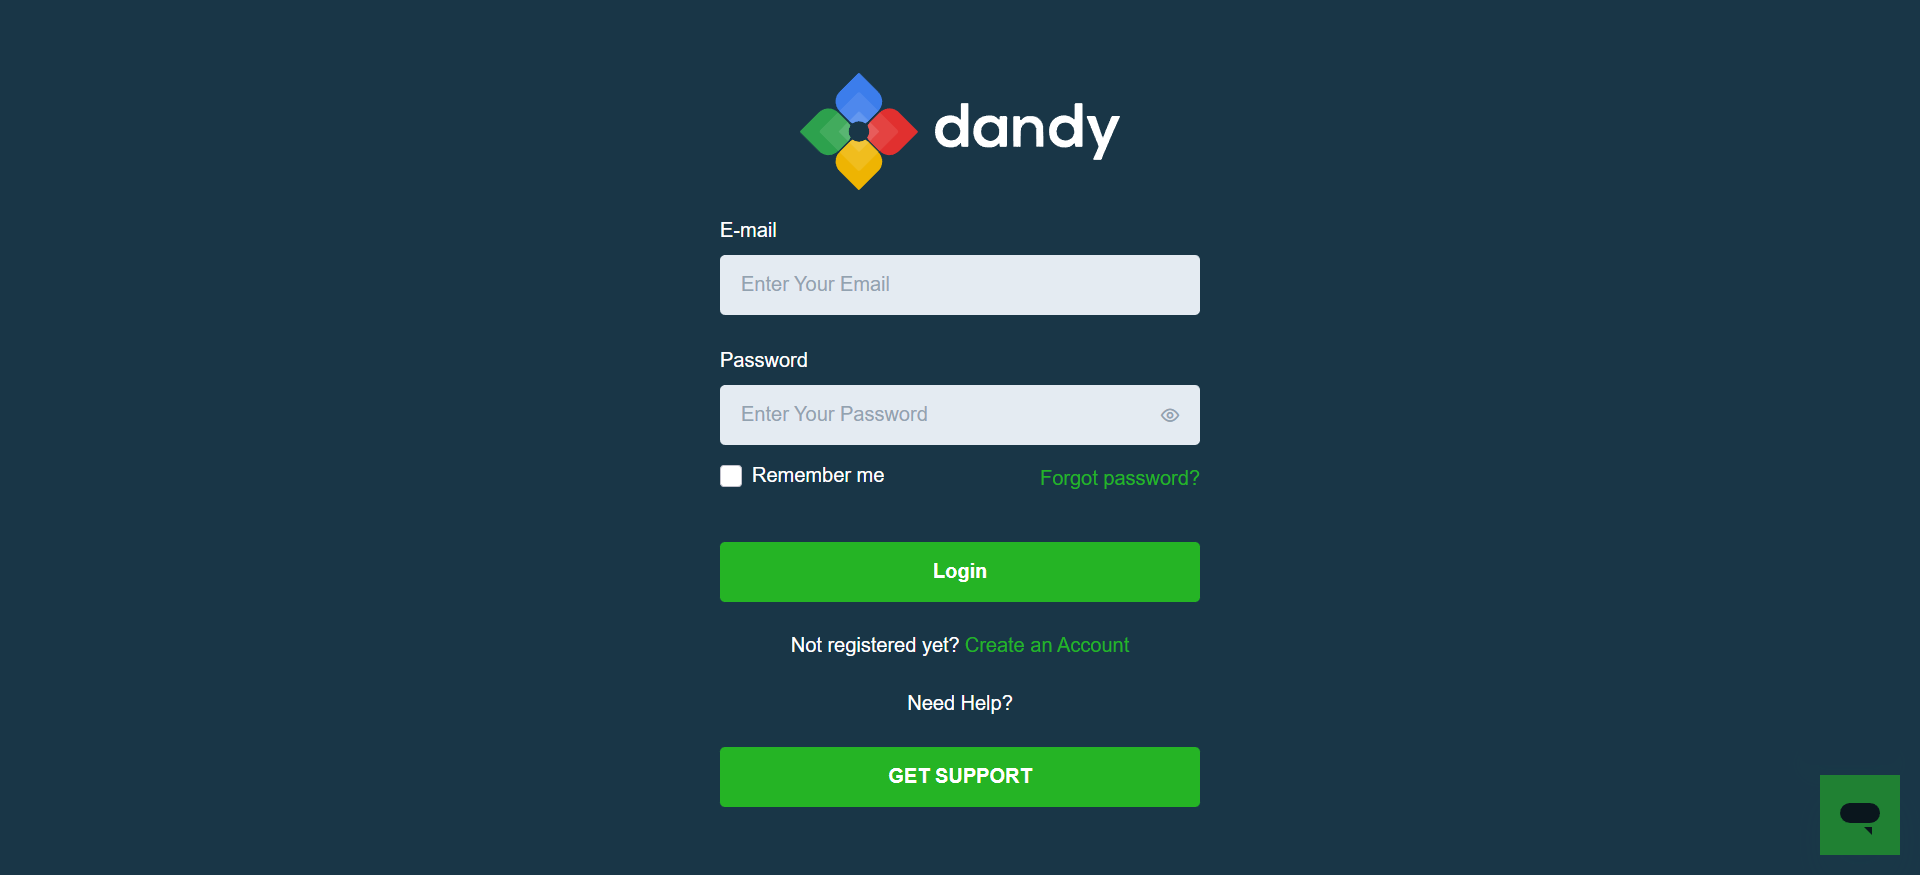 dandy
E-mail
Enter Your Email
Password
Enter Your Password
Remember me
Forgot password?
Login
Not registered yet? Create an Account
Need Help?
GET SUPPORT